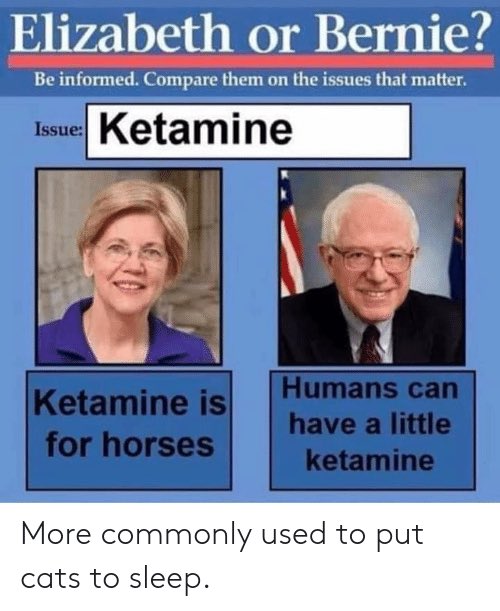 Elizabeth or Bernie?
Be informed. Compare them on the issues that matter.
Issue: Ketamine
Ketamine is
for horses
Humans can
have a little
ketamine
More commonly used to put
cats to sleep.